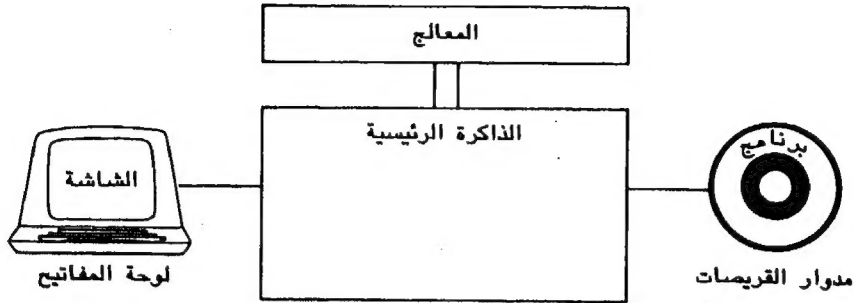 المعالج
الذاكرة الرئيسية
برنامج
الشاشة
لوحة المفاتيح
مدوار القريصات